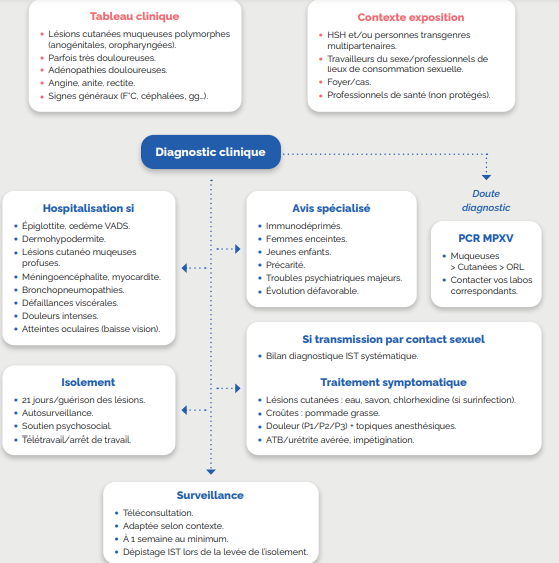 Tableau clinique
• Lésions cutanées muqueuses polymorphes
(anogénitales, oropharyngées).
• Parfois très douloureuses.
• Adénopathies douloureuses.
• Angine, anite, rectite.
• Signes généraux (F°C, céphalées, gg…).
Contexte exposition
• HSH et/ou personnes transgenres
multipartenaires.
• Travailleurs du sexe/professionnels de
lieux de consommation sexuelle.
• Foyer/cas.
• Professionnels de santé (non protégés).
Diagnostic clinique
Doute
diagnostic
Hospitalisation si
• Épiglottite, œdème VADS.
• Dermohypodermite.
• Lésions cutanéo muqeuses
profuses.
• Méningoencéphalite, myocardite.
• Bronchopneumopathies.
• Défaillances viscérales.
• Douleurs intenses.
• Atteintes oculaires (baisse vision).
Avis spécialisé
• Immunodéprimés.
• Femmes enceintes.
• Jeunes enfants.
• Précarité.
• Troubles psychiatriques majeurs.
• Évolution défavorable.
PCR MPXV
• Muqueuses
> Cutanées > ORL
• Contacter vos labos
correspondants.
Si transmission par contact sexuel
• Bilan diagnostique IST systématique.
Traitement symptomatique
• Lésions cutanées : eau, savon, chlorhexidine (si surinfection).
• Croûtes : pommade grasse.
• Douleur (P1/P2/P3) + topiques anesthésiques.
• ATB/urétrite avérée, impétigination.
Isolement
• 21 jours/guérison des lésions.
• Autosurveillance.
• Soutien psychosocial.
• Télétravail/arrêt de travail.
Surveillance
• Téléconsultation.
• Adaptée selon contexte.
• À 1 semaine au minimum.
• Dépistage IST lors de la levée de l'isolement.